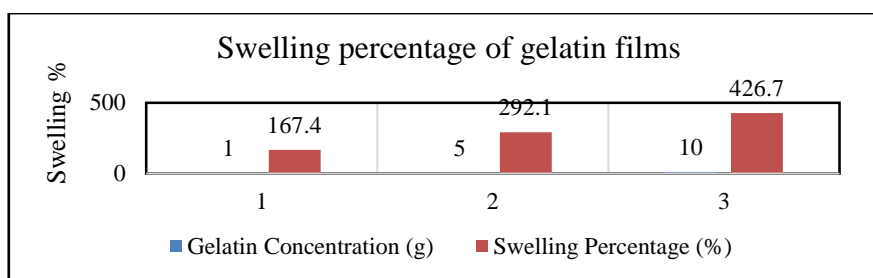 Swelling percentage of gelatin films
Swelling %
500
0
1
167.4
5
292.1
10
426.7
1
2
3
Gelatin Concentration (g)
Swelling Percentage (%)